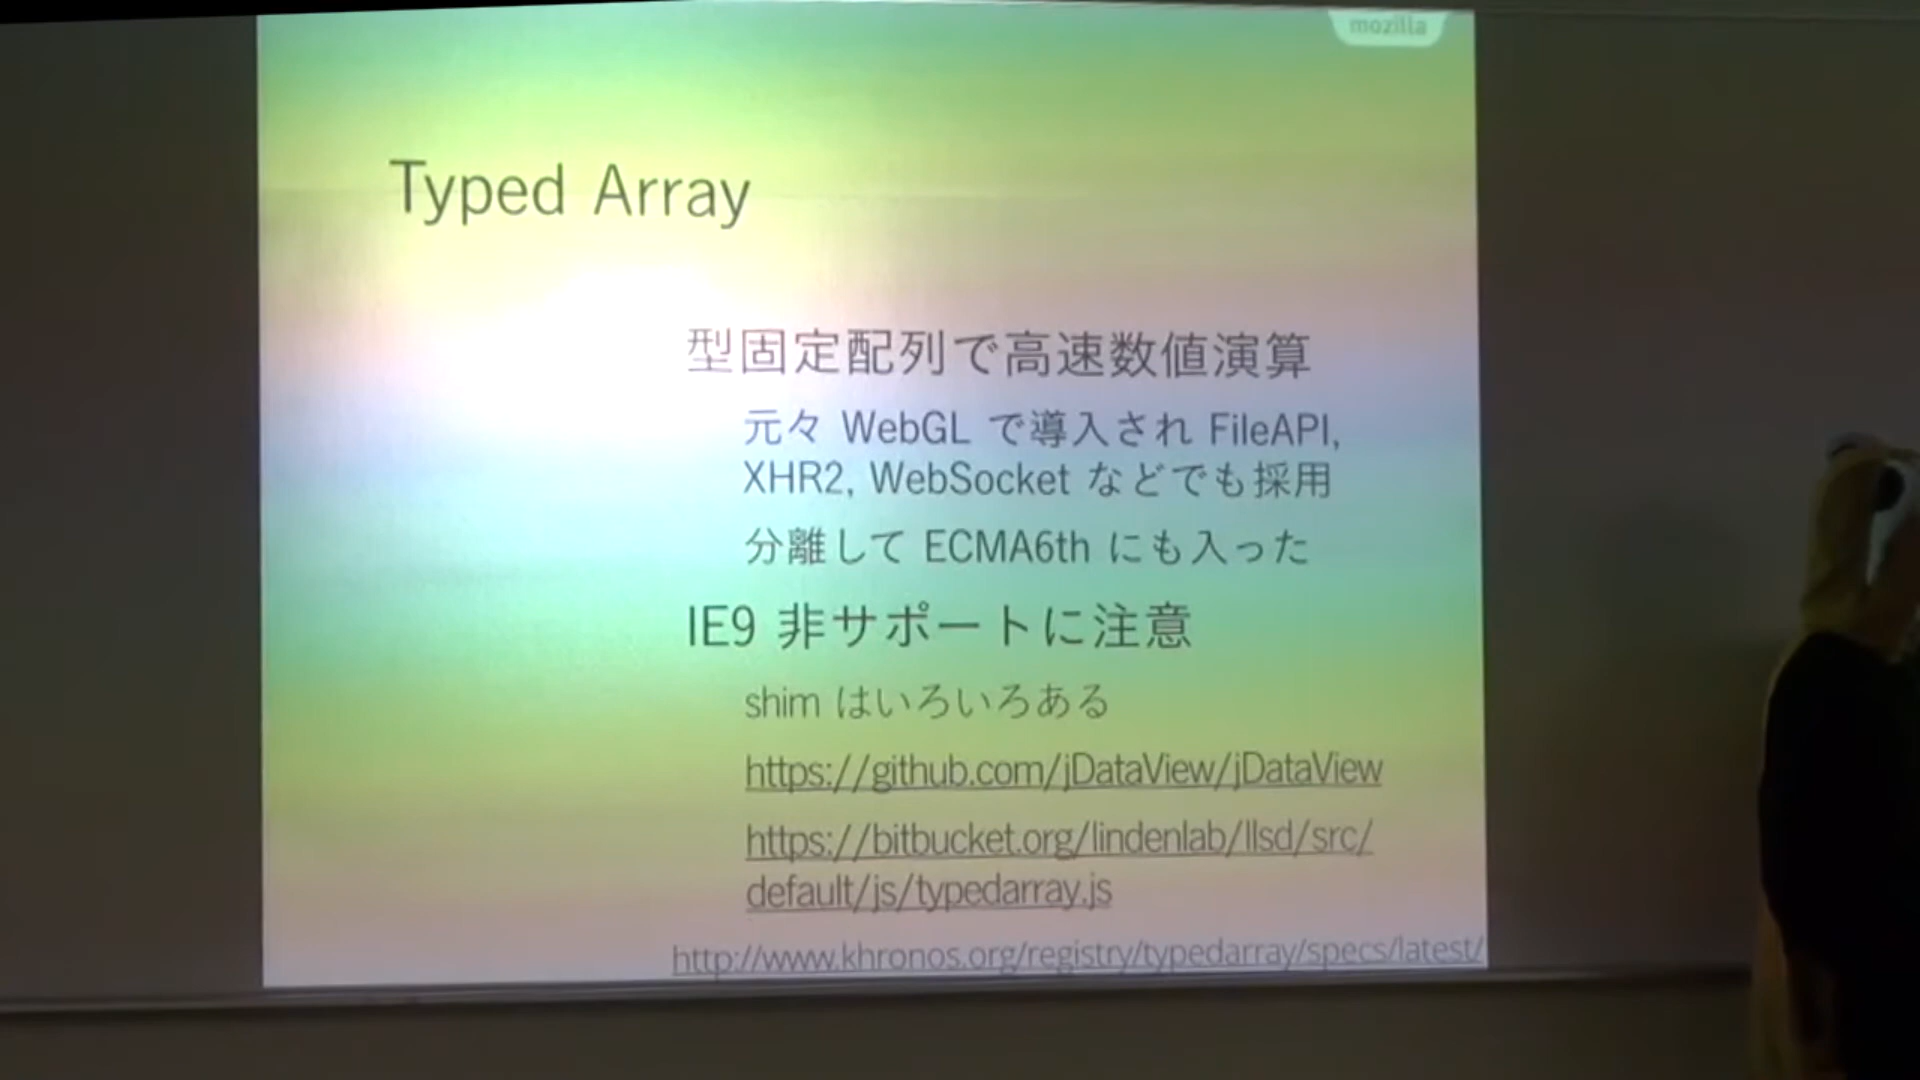 mozilla
Typed Array
型固定配列で高速数値演算
元々 WebGL で導入され FileAPI,
XHR2, WebSocket などでも採用
分離して ECMA6th にも入った
IE9 非サポートに注意
shim はいろいろある
https://github.com/jDataView/jDataView
https://bitbucket.org/lindenlab/llsd/src/
default/js/typedarray.js
http://www.khronos.org/registry/typedarray/specs/latest/